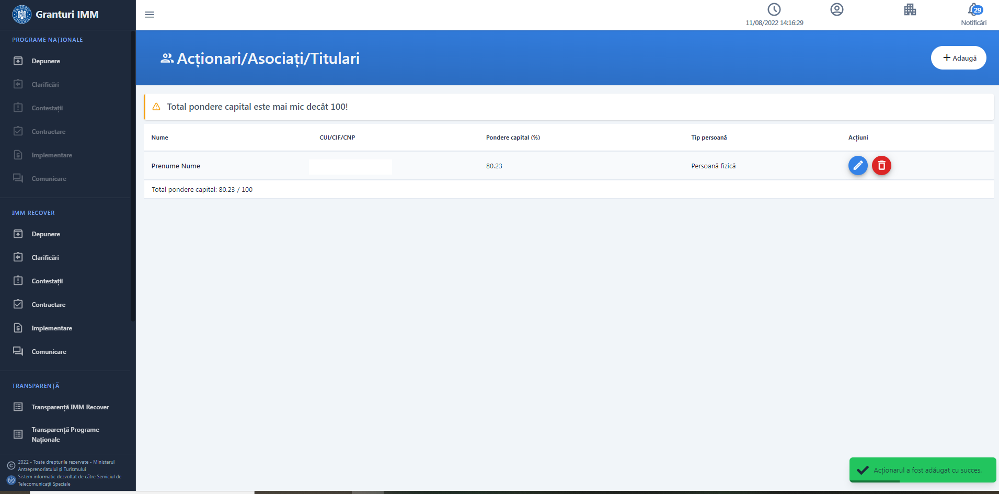 Granturi IMM
11/08/2022 14:16:29
29
Notificări
PROGRAME NAȚIONALE
Depunere
Clarificări
Contestații
Contractare
Implementare
Comunicare
IMM RECOVER
Depunere
Clarificări
Contestații
Contractare
Implementare
Comunicare
TRANSPARENȚĂ
Transparență IMM Recover
Transparență Programe
Naționale
2022 - Toate drepturile rezervate - Ministerul
Antreprenoriatului și Turismului
Sistem informatic dezvoltat de către Serviciul de
Telecomunicații Speciale
Acționari/Asociați/Titulari
+ Adaugă
Total pondere capital este mai mic decât 100!
Nume CUI/CIF/CNP Pondere capital (%) Tip persoană Acțiuni
Prenume Nume 80.23 Persoană fizică
Total pondere capital: 80.23 / 100
Acționarul a fost adăugat cu succes.